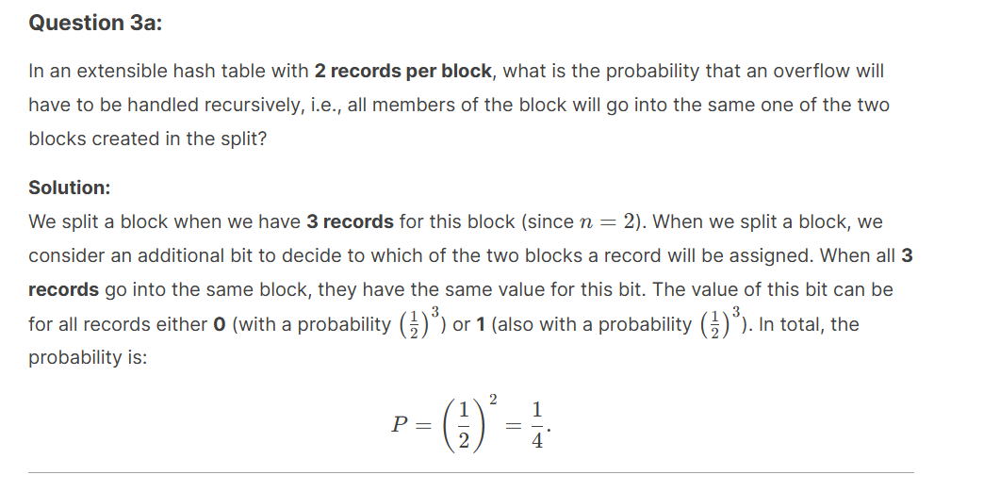 Question 3a:
In an extensible hash table with 2 records per block, what is the probability that an overflow will
have to be handled recursively, i.e., all members of the block will go into the same one of the two
blocks created in the split?
Solution:
We split a block when we have 3 records for this block (since n = 2). When we split a block, we
consider an additional bit to decide to which of the two blocks a record will be assigned. When all 3
records go into the same block, they have the same value for this bit. The value of this bit can be
for all records either 0 (with a probability (1/2)^3) or 1 (also with a probability (1/2)^3). In total, the
probability is:
P = (1/2)^2 = 1/4.